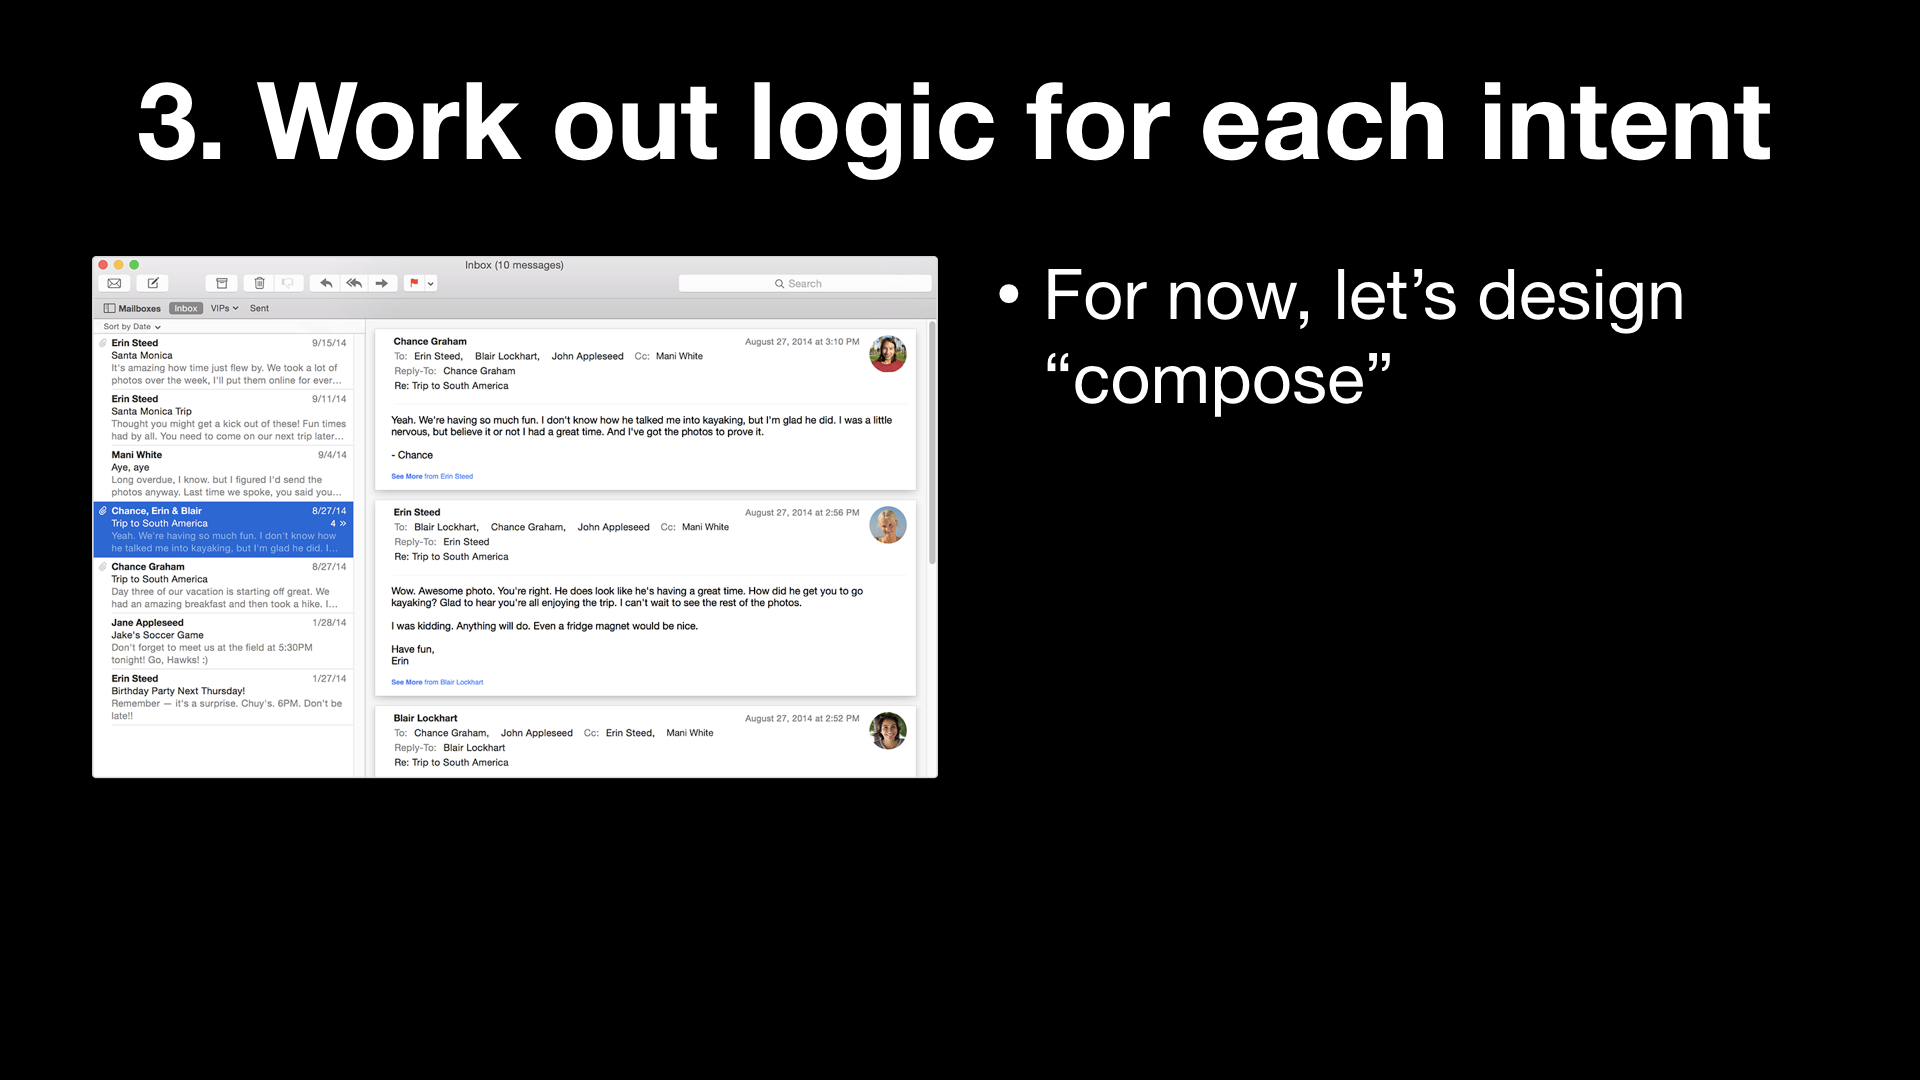 3. Work out logic for each intent
Inbox (10 messages)
Search
Mailboxes Inbox VIPs Sent
Sort by Date
Erin Steed 9/15/14
Santa Monica
It's amazing how time just flew by. We took a lot of
photos over the week, I'll put them online for ever...
Erin Steed 9/11/14
Santa Monica Trip
Thought you might get a kick out of these! Fun times
had by all. You need to come on our next trip later...
Mani White 9/4/14
Aye, aye
Long overdue, I know. but I figured I'd send the
photos anyway. Last time we spoke, you said you...
Chance, Erin & Blair 8/27/14
Trip to South America 4 »
Yeah. We're having so much fun. I don't know how
he talked me into kayaking, but I'm glad he did. I...
Chance Graham 8/27/14
Trip to South America
Day three of our vacation is starting off great. We
had an amazing breakfast and then took a hike. I...
Jane Appleseed 1/28/14
Jake's Soccer Game
Don't forget to meet us at the field at 5:30PM
tonight! Go, Hawks! :)
Erin Steed 1/27/14
Birthday Party Next Thursday!
Remember — it's a surprise. Chuy's. 6PM. Don't be
late!!
Chance Graham August 27, 2014 at 3:10 PM
To: Erin Steed, Blair Lockhart, John Appleseed Cc: Mani White
Reply-To: Chance Graham
Re: Trip to South America
Yeah. We're having so much fun. I don't know how he talked me into kayaking, but I'm glad he did. I was a little
nervous, but believe it or not I had a great time. And I've got the photos to prove it.
- Chance
See More from Erin Steed
Erin Steed August 27, 2014 at 2:56 PM
To: Blair Lockhart, Chance Graham, John Appleseed Cc: Mani White
Reply-To: Erin Steed
Re: Trip to South America
Wow. Awesome photo. You're right. He does look like he's having a great time. How did he get you to go
kayaking? Glad to hear you're all enjoying the trip. I can't wait to see the rest of the photos.
I was kidding. Anything will do. Even a fridge magnet would be nice.
Have fun,
Erin
See More from Blair Lockhart
Blair Lockhart August 27, 2014 at 2:52 PM
To: Chance Graham, John Appleseed Cc: Erin Steed, Mani White
Reply-To: Blair Lockhart
Re: Trip to South America
• For now, let’s design
“compose”